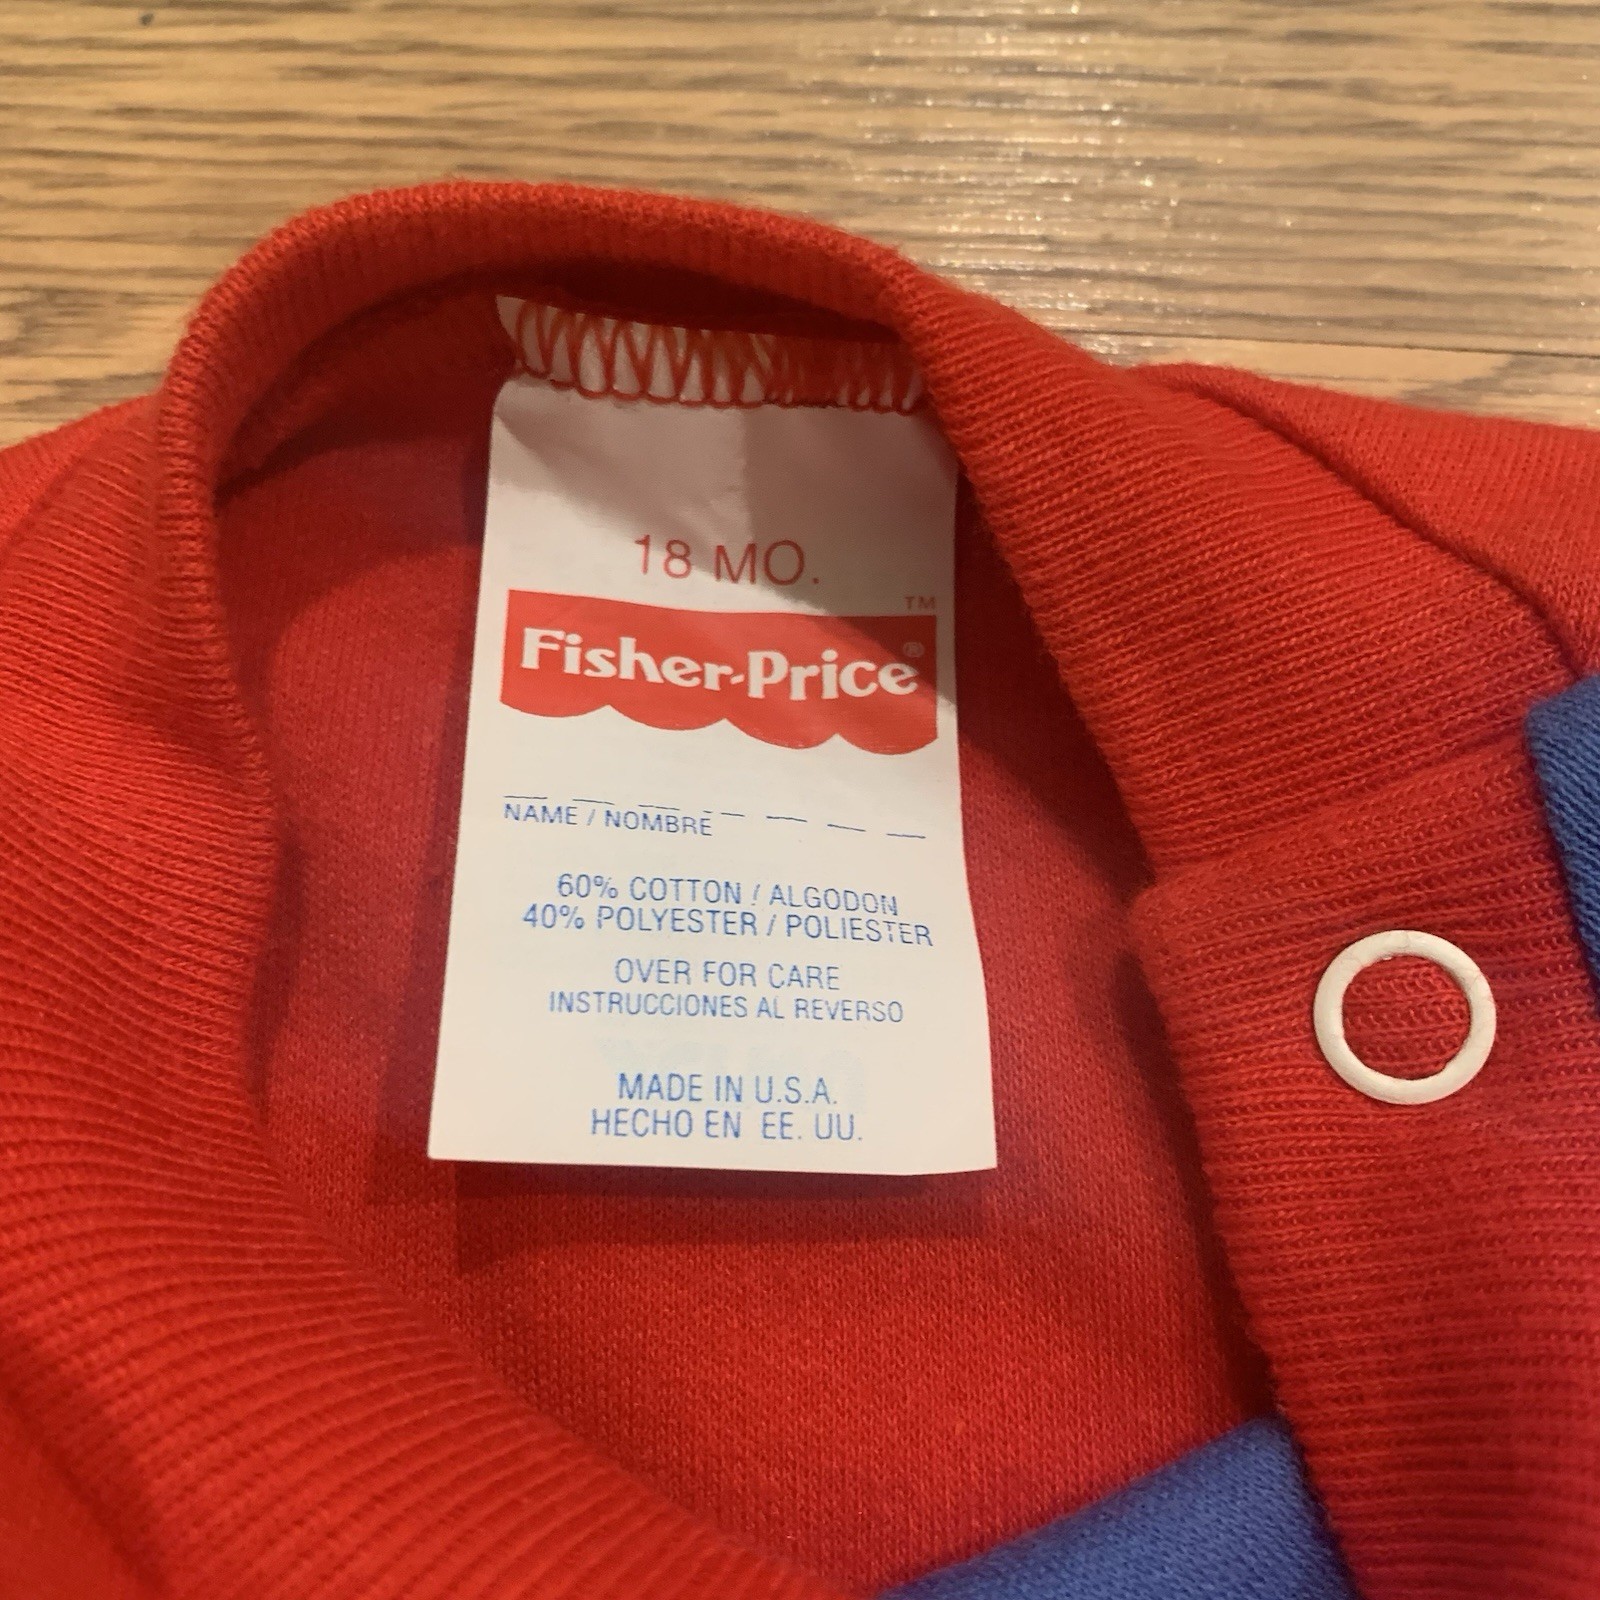 18 MO.
TM
Fisher-Price®
NAME / NOMBRE
60% COTTON / ALGODON
40% POLYESTER / POLIESTER
OVER FOR CARE
INSTRUCCIONES AL REVERSO
MADE IN U.S.A.
HECHO EN EE. UU.